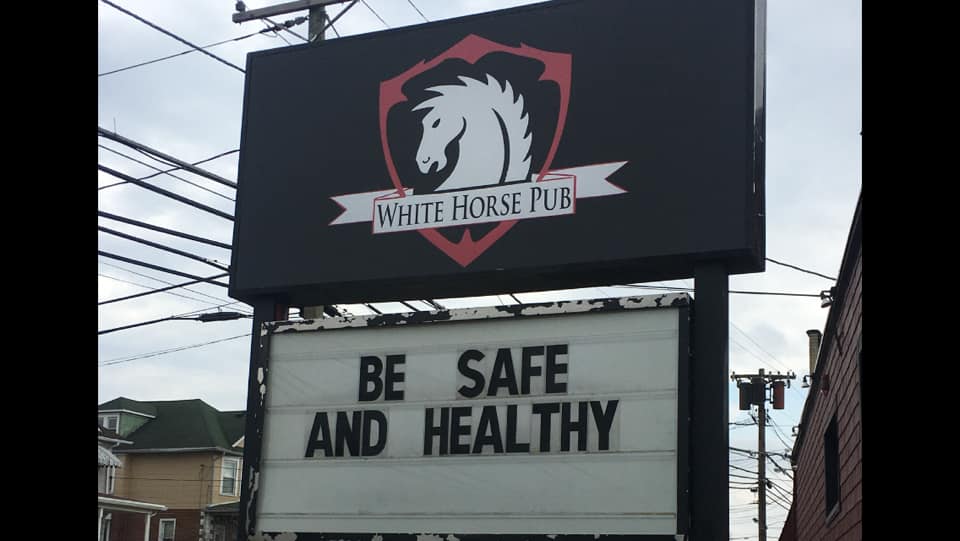 WHITE HORSE PUB
BE SAFE
AND HEALTHY